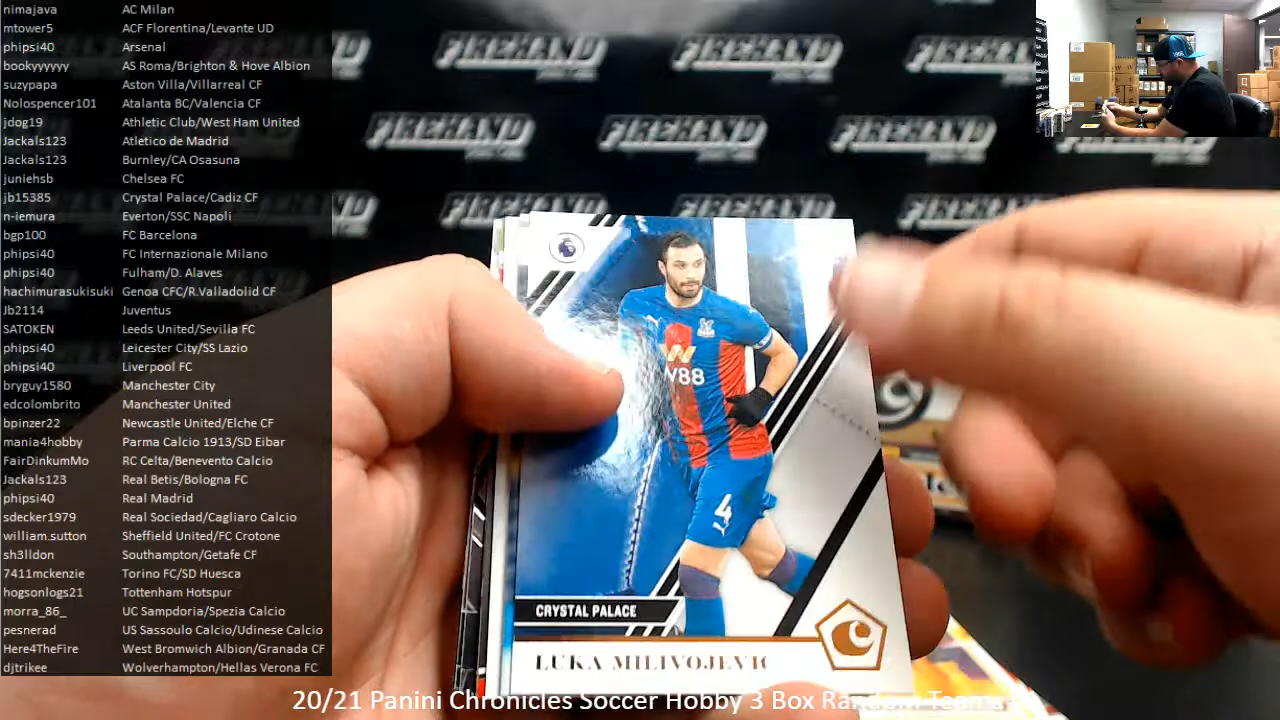 nimajava AC Milan
mtower5 ACF Florentina/Levante UD
phipsi40 Arsenal
bookyyyyyy AS Roma/Brighton & Hove Albion
suzypapa Aston Villa/Villarreal CF
Nolospencer101 Atalanta BC/Valencia CF
jdog19 Athletic Club/West Ham United
Jackals123 Atletico de Madrid
Jackals123 Burnley/CA Osasuna
juniehsb Chelsea FC
jb15385 Crystal Palace/Cadiz CF
n-iemura Everton/SSC Napoli
bgp100 FC Barcelona
phipsi40 FC Internazionale Milano
phipsi40 Fulham/D. Alaves
hachimurasukisuki Genoa CFC/R.Valladolid CF
Jb2114 Juventus
SATOKEN Leeds United/Sevilla FC
phipsi40 Leicester City/SS Lazio
phipsi40 Liverpool FC
bryguy1580 Manchester City
edcolombrito Manchester United
bpinzer22 Newcastle United/Elche CF
mania4hobby Parma Calcio 1913/SD Eibar
FairDinkumMo RC Celta/Benevento Calcio
Jackals123 Real Betis/Bologna FC
phipsi40 Real Madrid
sdecker1979 Real Sociedad/Cagliaro Calcio
william.sutton Sheffield United/FC Crotone
sh3lldon Southampton/Getafe CF
7411mckenzie Torino FC/SD Huesca
hogsonlogs21 Tottenham Hotspur
morra_86_ UC Sampdoria/Spezia Calcio
pesnerad US Sassoulo Calcio/Udinese Calcio
Here4TheFire West Bromwich Albion/Granada CF
djtrikee Wolverhampton/Hellas Verona FC
FIREHAND FIREHAND FIREHAND
FIREHAND FIREHAND FIREHAND
FIREHAND FIREHAND FIREHAND
W88
4
CRYSTAL PALACE
LUKA MILIVOJEVIC
20/21 Panini Chronicles Soccer Hobby 3 Box Random Teams